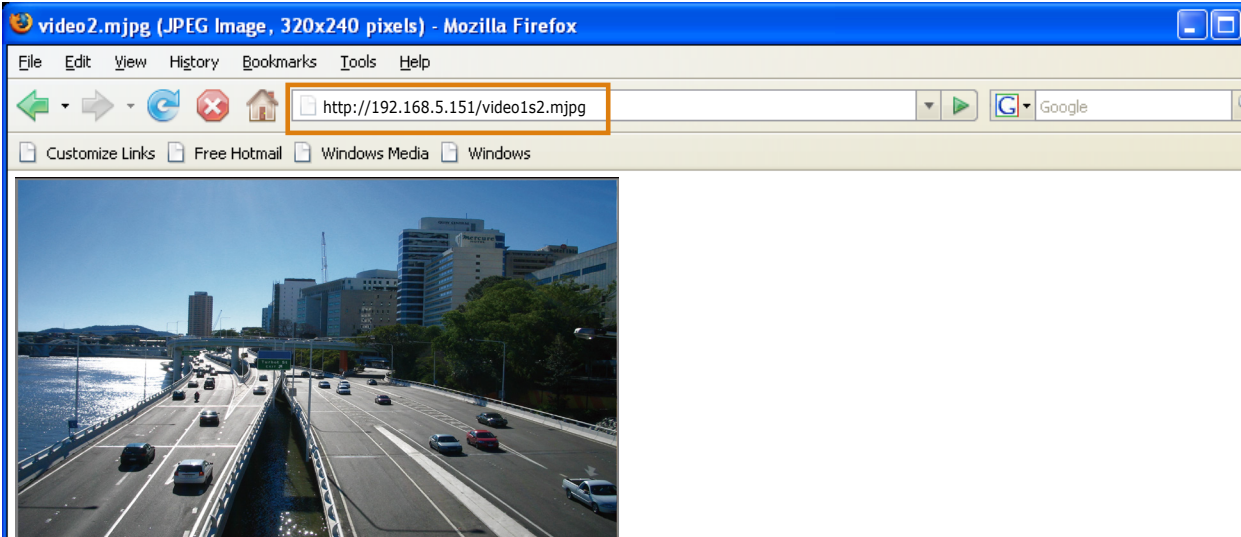 video2.mjpg (JPEG Image, 320x240 pixels) - Mozilla Firefox
File Edit View History Bookmarks Tools Help
http://192.168.5.151/video1s2.mjpg
G Google
Customize Links Free Hotmail Windows Media Windows
Mercure